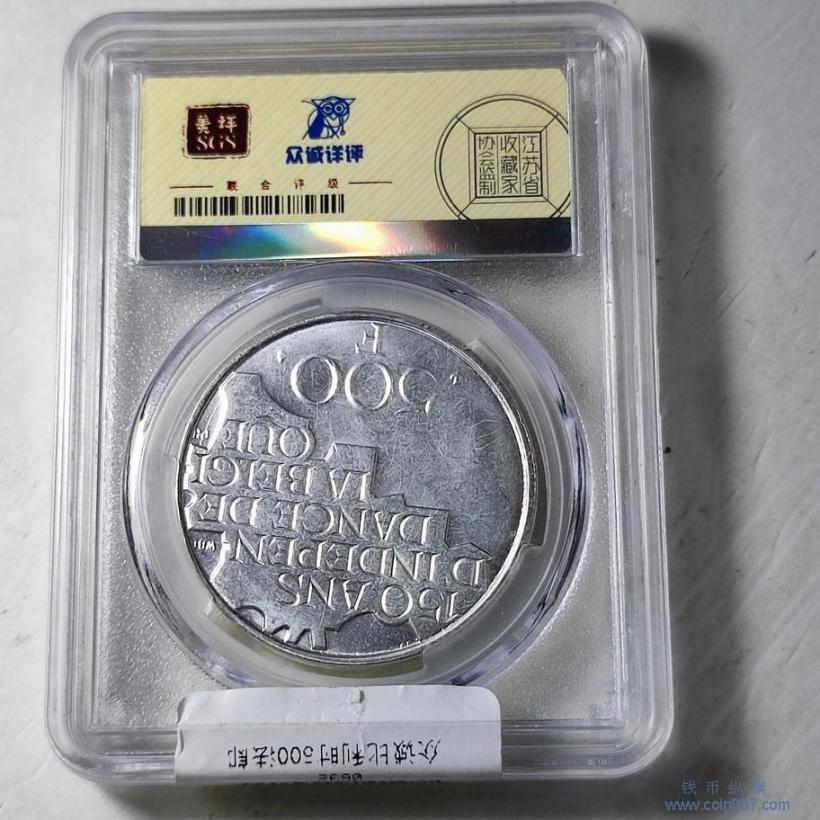 美坪
SGS
众诚详评
联合评级
江苏省
收藏家
协会监制
150 ANS
D'INDEPEN
DANCE DE
LA BELGI
QUE
500
F
众诚比利时500法郎
钱币纵横
www.coin007.com